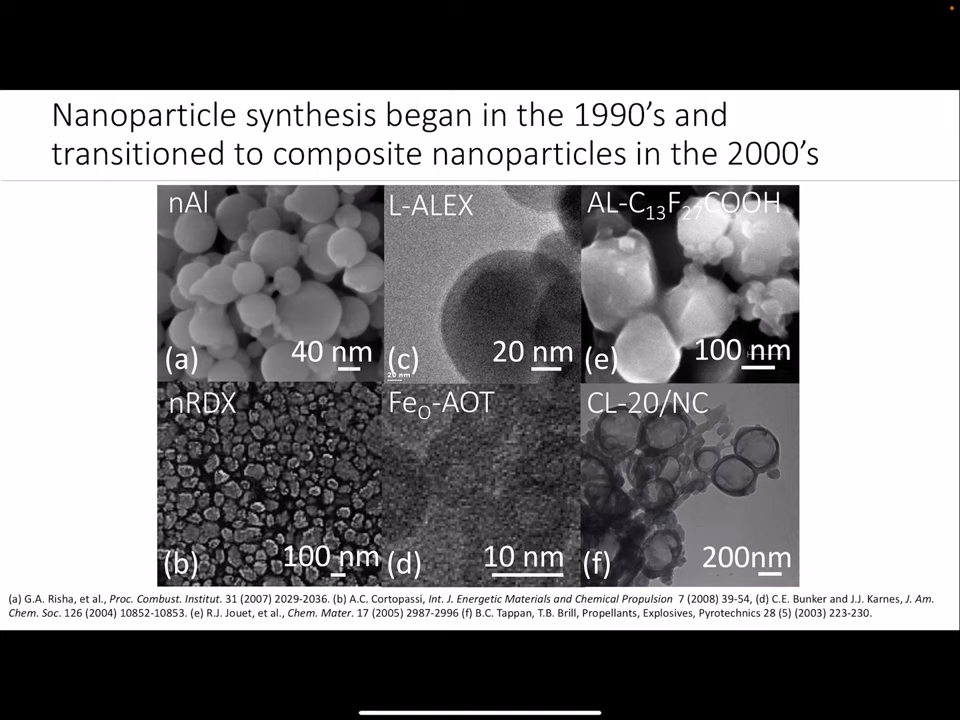 Nanoparticle synthesis began in the 1990’s and
transitioned to composite nanoparticles in the 2000’s
nAl
(a)
40 nm
L-ALEX
(c)
20 nm
20 nm
AL-C₁₃F₂₇COOH
(e)
100 nm
nRDX
(b)
100 nm
Fe₀-AOT
(d)
10 nm
CL-20/NC
(f)
200nm
(a) G.A. Risha, et al., Proc. Combust. Institut. 31 (2007) 2029-2036. (b) A.C. Cortopassi, Int. J. Energetic Materials and Chemical Propulsion 7 (2008) 39-54, (d) C.E. Bunker and J.J. Karnes, J. Am.
Chem. Soc. 126 (2004) 10852-10853. (e) R.J. Jouet, et al., Chem. Mater. 17 (2005) 2987-2996 (f) B.C. Tappan, T.B. Brill, Propellants, Explosives, Pyrotechnics 28 (5) (2003) 223-230.